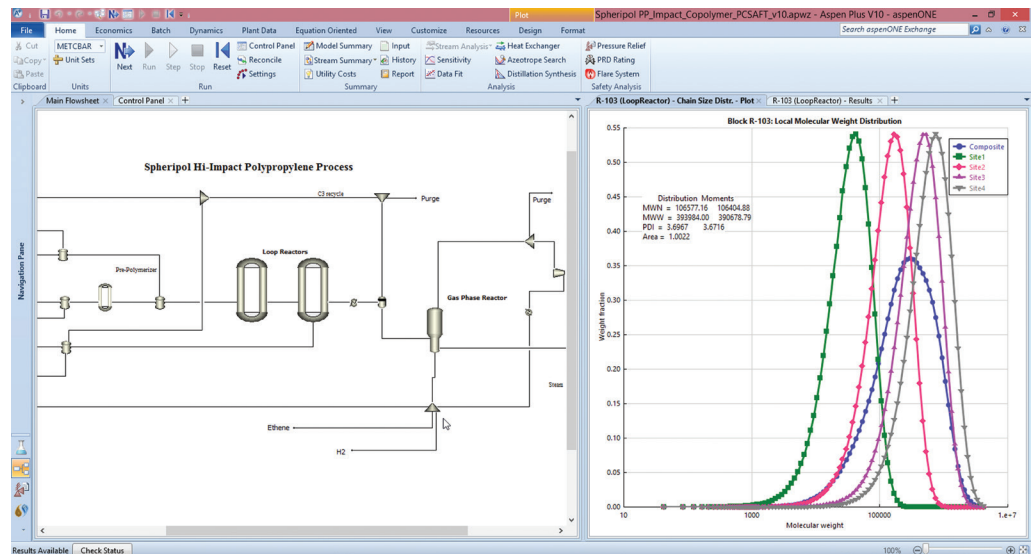 Plot
Spheripol PP_Impact_Copolymer_PCSAFT_v10.apwz - Aspen Plus V10 - aspenONE
File Home Economics Batch Dynamics Plant Data Equation Oriented View Customize Resources Design Format
Search aspenONE Exchange
Cut METCBAR Control Panel Model Summary Input Stream Analysis Heat Exchanger Pressure Relief
Copy Unit Sets Next Run Step Stop Reset Reconcile Stream Summary History Sensitivity Azeotrope Search PRD Rating
Paste Settings Utility Costs Report Data Fit Distillation Synthesis Flare System
Clipboard Units Run Summary Analysis Safety Analysis
Main Flowsheet Control Panel R-103 (LoopReactor) - Chain Size Distr. - Plot R-103 (LoopReactor) - Results
Navigation Pane
Spheripol Hi-Impact Polypropylene Process
C3 recycle
Purge
Purge
Loop Reactors
Pre-Polymerizer
Gas Phase Reactor
Steam
Ethene
H2
Block R-103: Local Molecular Weight Distribution
Composite
Site1
Site2
Site3
Site4
Distribution Moments
MWN = 106577.16 106404.88
MWW = 393984.00 390678.79
PDI = 3.6967 3.6716
Area = 1.0022
Weight fraction
0.55
0.50
0.45
0.40
0.35
0.30
0.25
0.20
0.15
0.10
0.05
0.00
10 1000 100000 1.e+7
Molecular weight
Results Available Check Status 100%